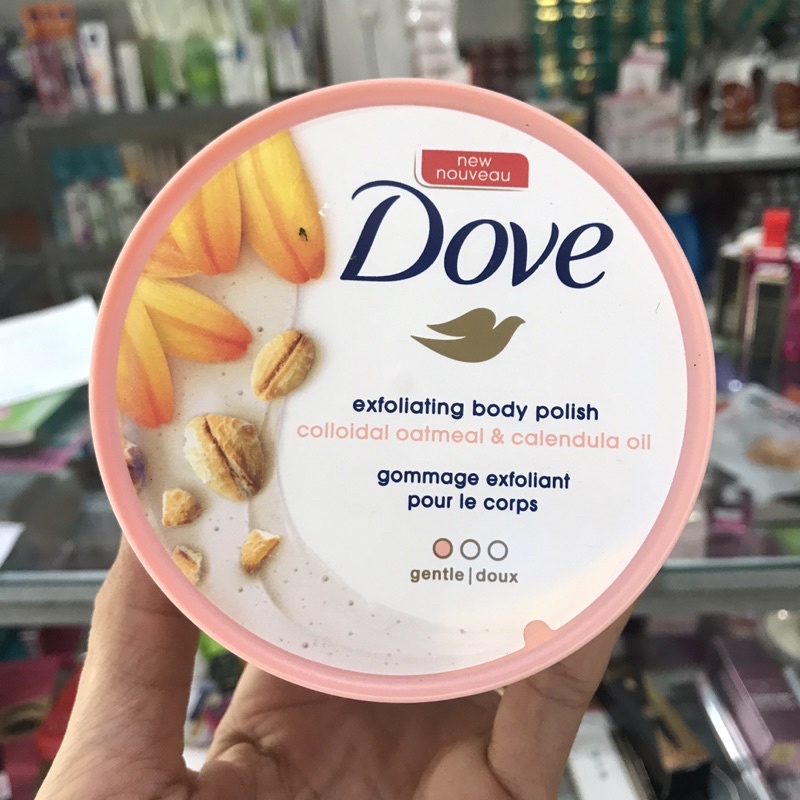 new
nouveau
Dove
exfoliating body polish
colloidal oatmeal & calendula oil
gommage exfoliant
pour le corps
gentle | doux